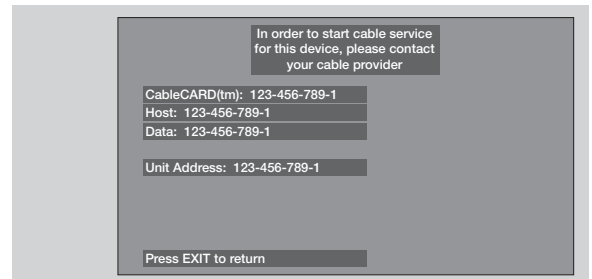 In order to start cable service
for this device, please contact
your cable provider
CableCARD(tm): 123-456-789-1
Host: 123-456-789-1
Data: 123-456-789-1
Unit Address: 123-456-789-1
Press EXIT to return